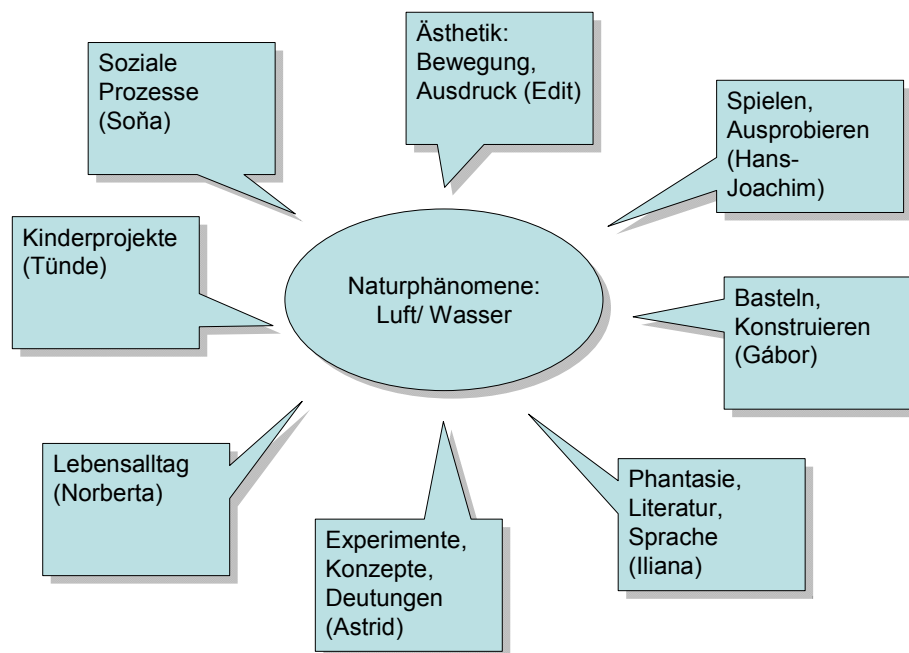 Soziale
Prozesse
(Soňa)
Ästhetik:
Bewegung,
Ausdruck (Edit)
Spielen,
Ausprobieren
(Hans-
Joachim)
Kinderprojekte
(Tünde)
Naturphänomene:
Luft/ Wasser
Basteln,
Konstruieren
(Gábor)
Lebensalltag
(Norberta)
Experimente,
Konzepte,
Deutungen
(Astrid)
Phantasie,
Literatur,
Sprache
(Iliana)